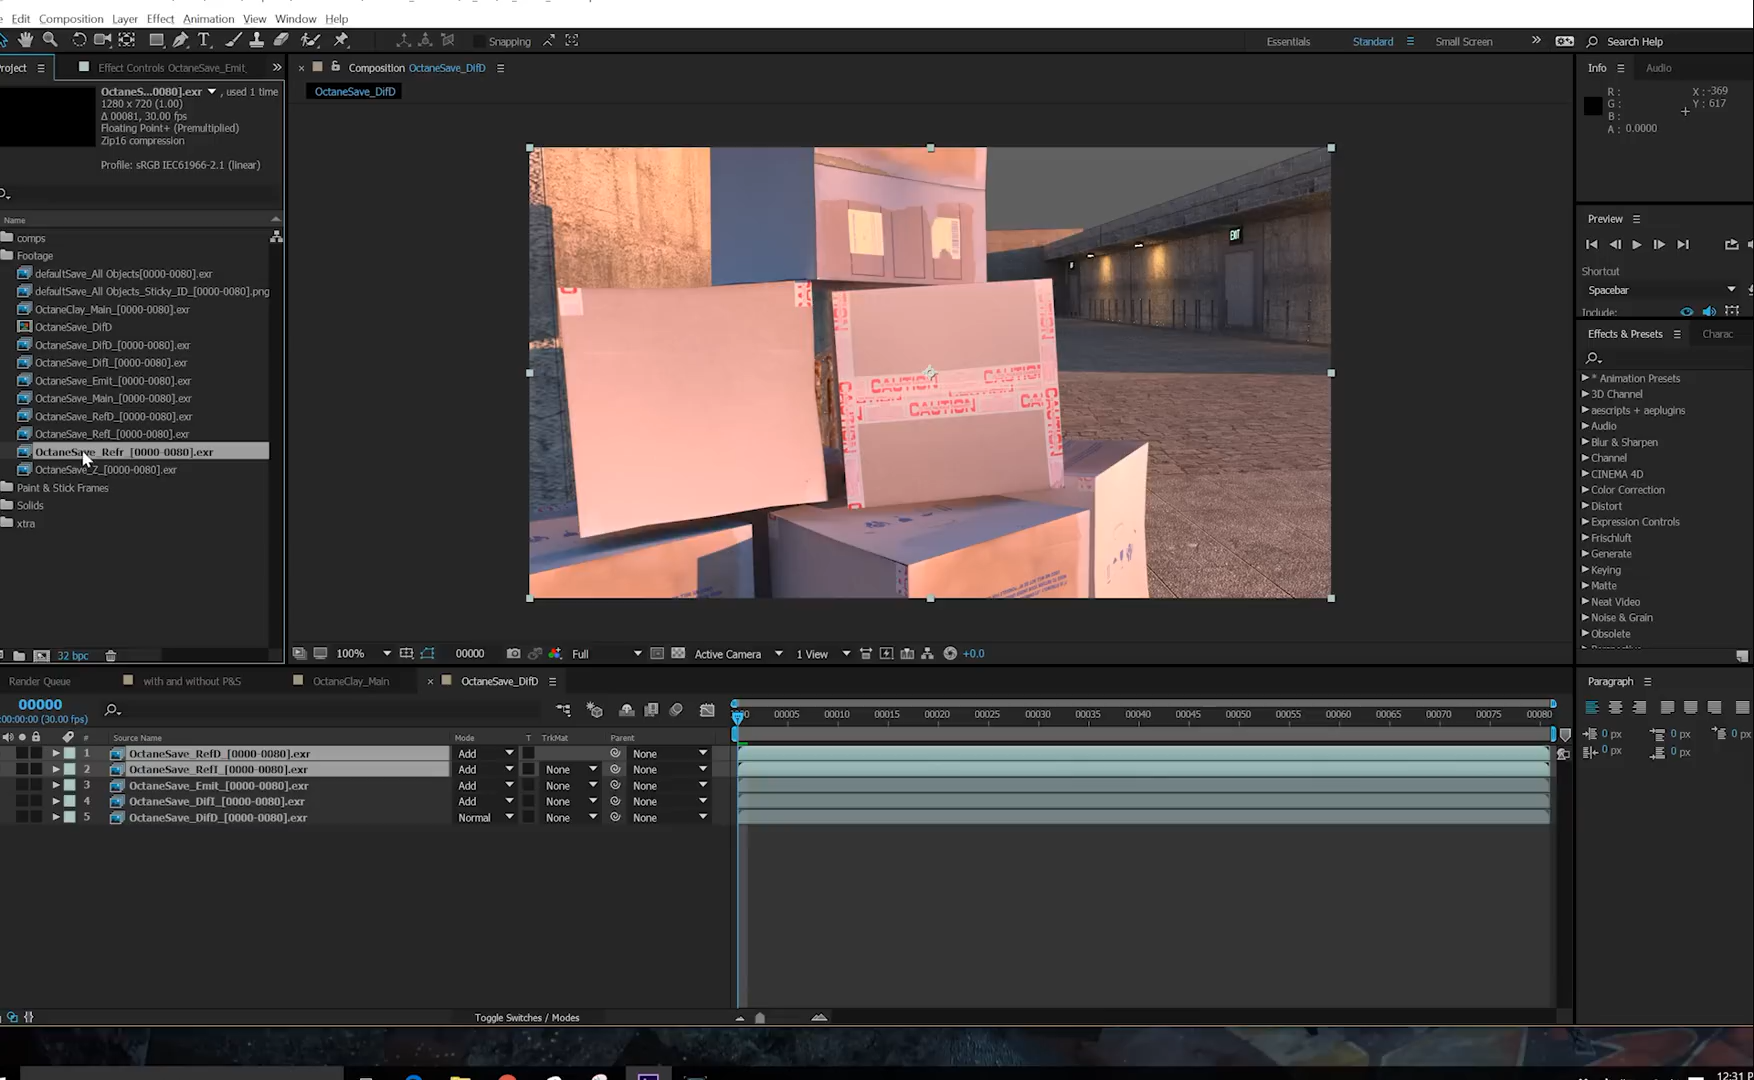 Edit Composition Layer Effect Animation View Window Help
Snapping
Essentials Standard Small Screen Search Help
roject
Effect Controls OctaneSave_Emit_
Composition OctaneSave_DifD
OctaneSave_DifD
OctaneS...0080].exr , used 1 time
1280 x 720 (1.00)
Δ 00081, 30.00 fps
Floating Point+ (Premultiplied)
Zip16 compression
Profile: sRGB IEC61966-2.1 (linear)
Name
comps
Footage
defaultSave_All Objects[0000-0080].exr
defaultSave_All Objects_Sticky_ID_[0000-0080].png
OctaneClay_Main_[0000-0080].exr
OctaneSave_DifD
OctaneSave_DifD_[0000-0080].exr
OctaneSave_DifI_[0000-0080].exr
OctaneSave_Emit_[0000-0080].exr
OctaneSave_Main_[0000-0080].exr
OctaneSave_RefD_[0000-0080].exr
OctaneSave_RefI_[0000-0080].exr
OctaneSave_Refr_[0000-0080].exr
OctaneSave_Z_[0000-0080].exr
Paint & Stick Frames
Solids
xtra
32 bpc
EXIT
CAUTION
CAUTION
CAUTION
100% 00000 Full Active Camera 1 View +0.0
Info Audio
R : X : -369
G : Y : 617
B :
A : 0.0000
Preview
Shortcut
Spacebar
Include:
Effects & Presets Charac
* Animation Presets
3D Channel
aescripts + aeplugins
Audio
Blur & Sharpen
Channel
CINEMA 4D
Color Correction
Distort
Expression Controls
Frischluft
Generate
Keying
Matte
Neat Video
Noise & Grain
Obsolete
Paragraph
0 px 0 px 0 px
0 px 0 px
Render Queue with and without P&S OctaneClay_Main OctaneSave_DifD
00000
0:00:00:00 (30.00 fps)
00005 00010 00015 00020 00025 00030 00035 00040 00045 00050 00055 00060 00065 00070 00075 00080
# Source Name Mode T TrkMat Parent
1 OctaneSave_RefD_[0000-0080].exr Add None
2 OctaneSave_RefI_[0000-0080].exr Add None None
3 OctaneSave_Emit_[0000-0080].exr Add None None
4 OctaneSave_DifI_[0000-0080].exr Add None None
5 OctaneSave_DifD_[0000-0080].exr Normal None None
Toggle Switches / Modes
12:31 P